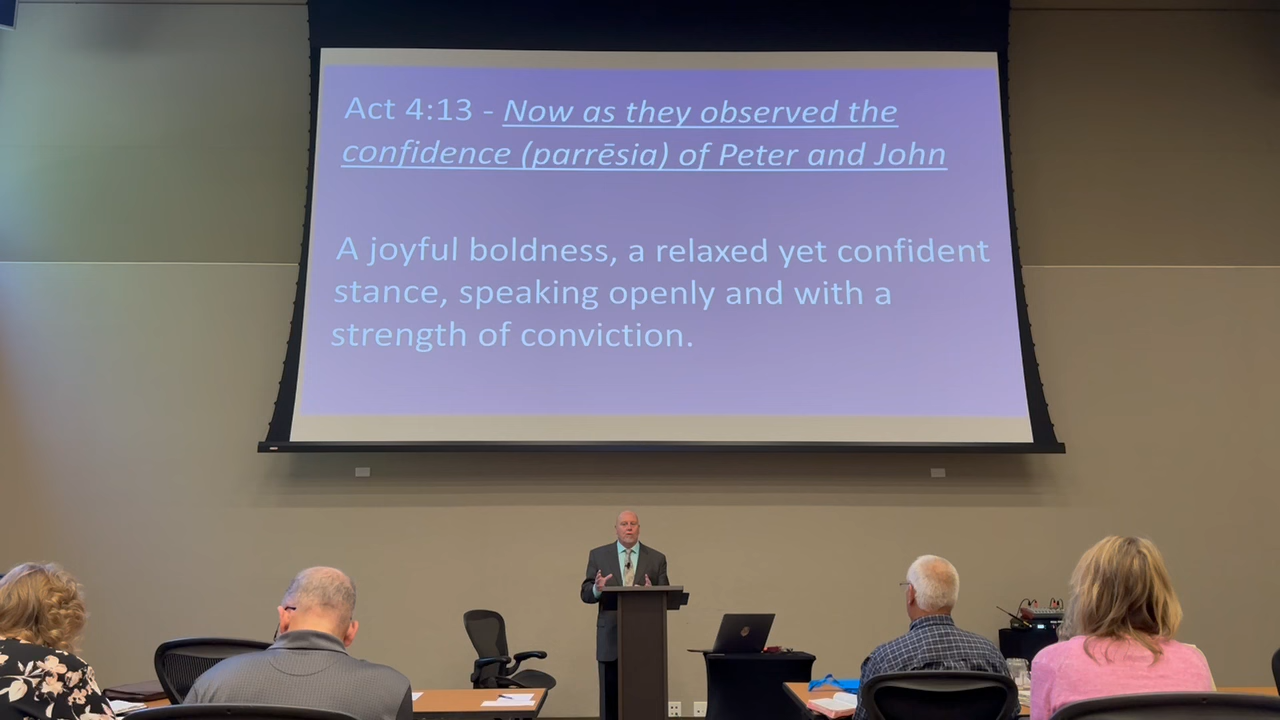 Act 4:13 - Now as they observed the
confidence (parrēsia) of Peter and John
A joyful boldness, a relaxed yet confident
stance, speaking openly and with a
strength of conviction.